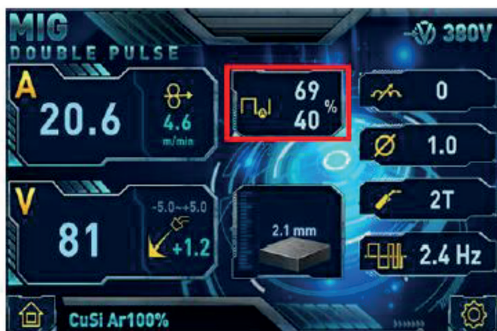 MIG
DOUBLE PULSE
380V
A
20.6
4.6
m/min
69
40
%
A
0
1.0
2T
2.4 Hz
V
81
-5.0~+5.0
+1.2
2.1 mm
CuSi Ar100%